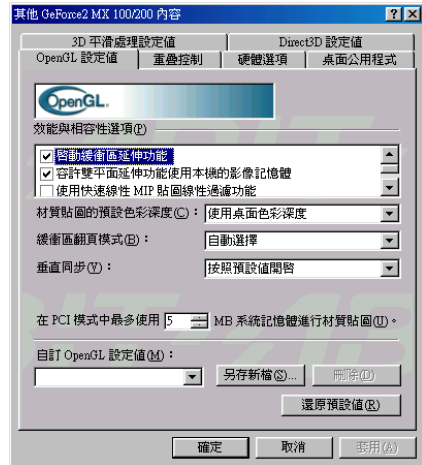 其他 GeForce2 MX 100/200 內容
3D 平滑處理設定值
Direct3D 設定值
OpenGL 設定值
重疊控制
硬體選項
桌面公用程式
OpenGL.
效能與相容性選項(P)
啓動緩衝區延伸功能
容許雙平面延伸功能使用本機的影像記憶體
使用快速線性 MIP 貼圖線性過濾功能
材質貼圖的預設色彩深度(C)：
使用桌面色彩深度
緩衝區翻頁模式(B)：
自動選擇
垂直同步(V)：
按照預設值開啓
在 PCI 模式中最多使用 5 MB 系統記憶體進行材質貼圖(U)。
自訂 OpenGL 設定值(M)：
另存新檔(S)...
刪除(D)
還原預設值(R)
確定
取消
套用(A)